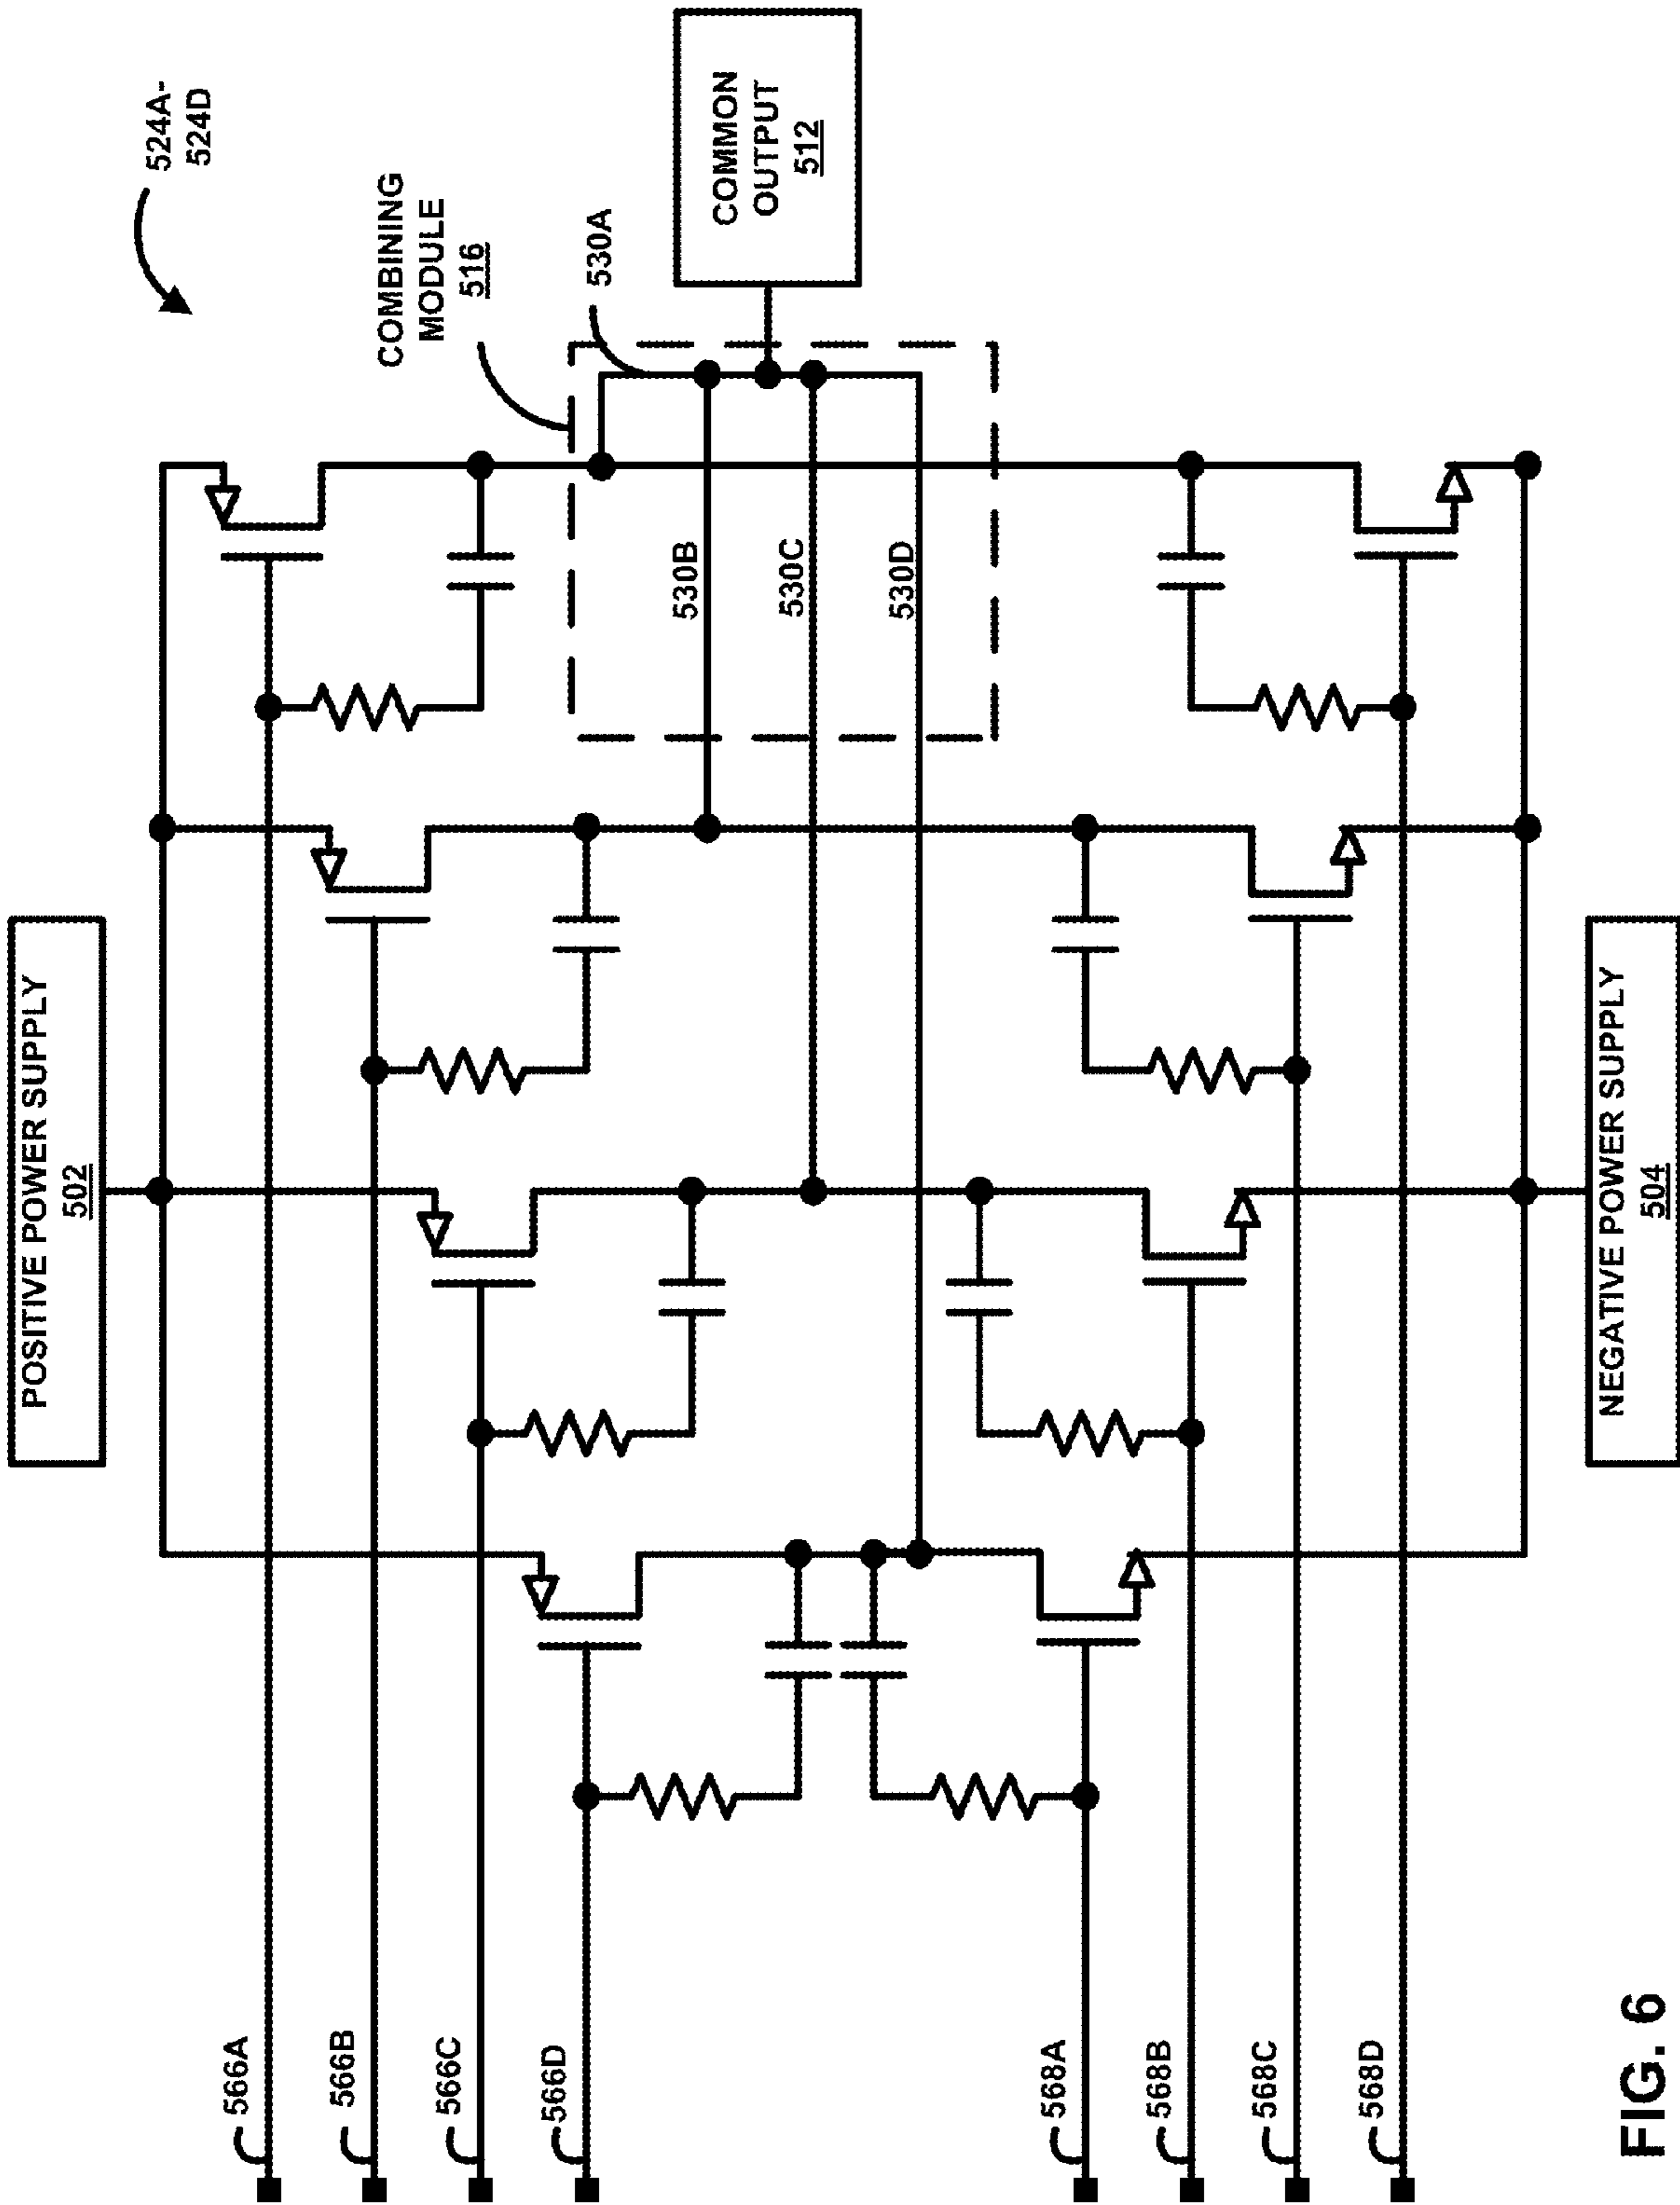 524A-
524D
POSITIVE POWER SUPPLY
502
COMBINING
MODULE
516
530A
COMMON
OUTPUT
512
530B
530C
530D
566A
566B
566C
566D
568A
568B
568C
568D
NEGATIVE POWER SUPPLY
504
FIG. 6